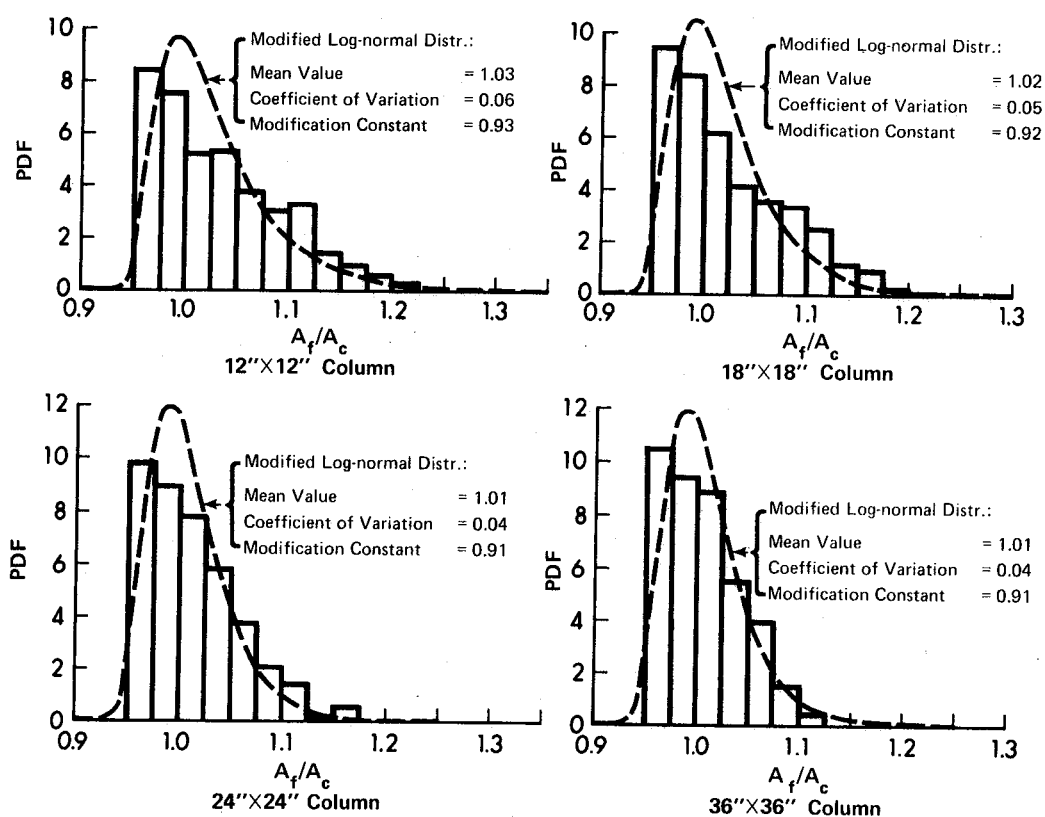 10
8
6
4
2
0
PDF
Modified Log-normal Distr.:
Mean Value = 1.03
Coefficient of Variation = 0.06
Modification Constant = 0.93
0.9 1.0 1.1 1.2 1.3
Af/Ac
12"X12" Column
10
8
6
4
2
0
PDF
Modified Log-normal Distr.:
Mean Value = 1.02
Coefficient of Variation = 0.05
Modification Constant = 0.92
0.9 1.0 1.1 1.2 1.3
Af/Ac
18"X18" Column
12
10
8
6
4
2
0
PDF
Modified Log-normal Distr.:
Mean Value = 1.01
Coefficient of Variation = 0.04
Modification Constant = 0.91
0.9 1.0 1.1 1.2 1.3
Af/Ac
24"X24" Column
12
10
8
6
4
2
0
PDF
Modified Log-normal Distr.:
Mean Value = 1.01
Coefficient of Variation = 0.04
Modification Constant = 0.91
0.9 1.0 1.1 1.2 1.3
Af/Ac
36"X36" Column